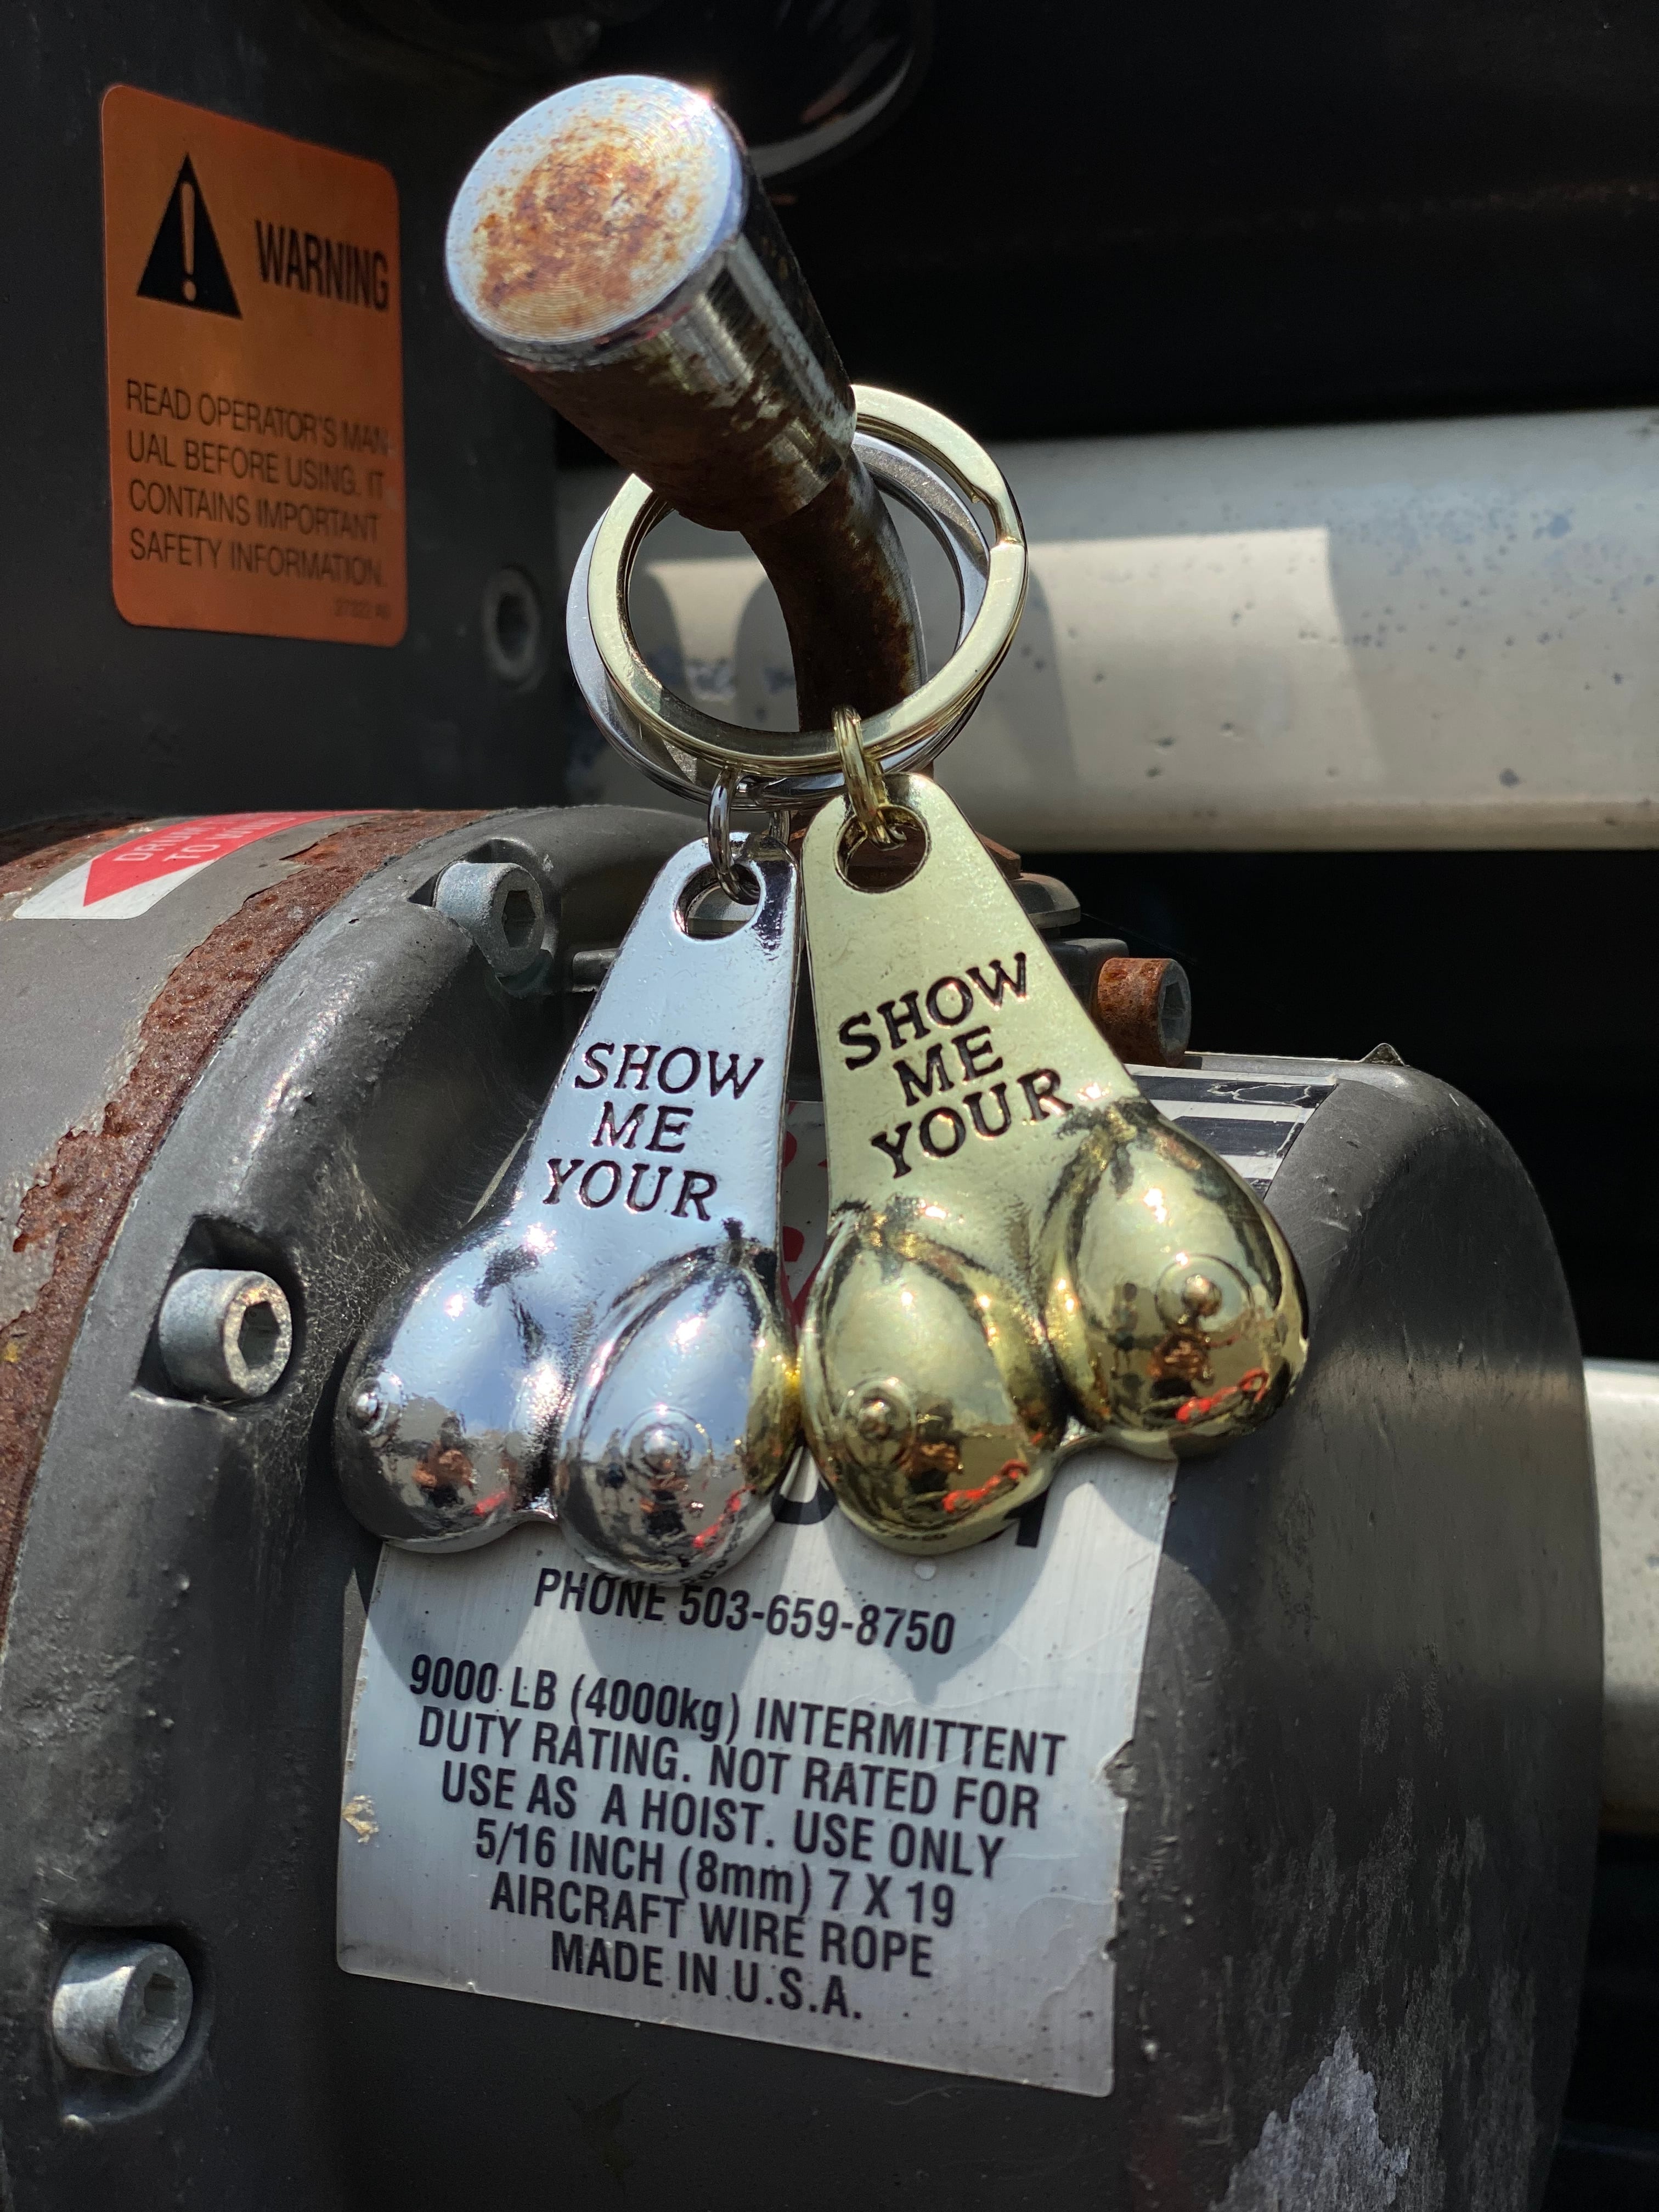 WARNING
READ OPERATOR'S MAN-
UAL BEFORE USING. IT
CONTAINS IMPORTANT
SAFETY INFORMATION.
TO
SHOW
ME
YOUR
SHOW
ME
YOUR
PHONE 503-659-8750
9000 LB (4000kg) INTERMITTENT
DUTY RATING. NOT RATED FOR
USE AS A HOIST. USE ONLY
5/16 INCH (8mm) 7 X 19
AIRCRAFT WIRE ROPE
MADE IN U.S.A.